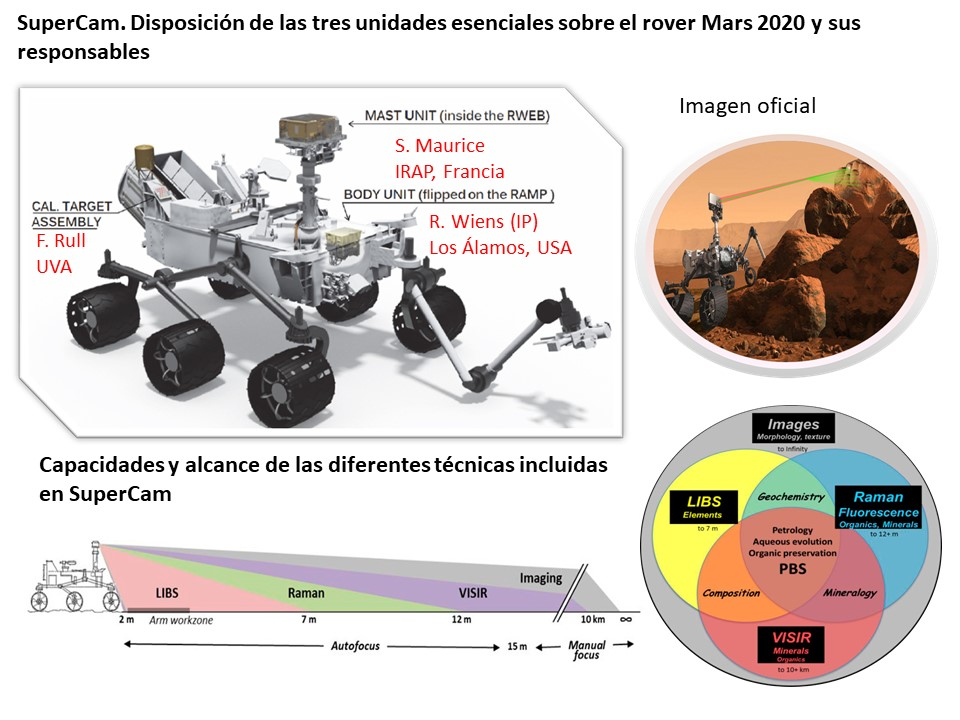 SuperCam. Disposición de las tres unidades esenciales sobre el rover Mars 2020 y sus
responsables
MAST UNIT (inside the RWEB)
S. Maurice
IRAP, Francia
BODY UNIT (flipped on the RAMP )
R. Wiens (IP)
Los Álamos, USA
CAL. TARGET
ASSEMBLY
F. Rull
UVA
Imagen oficial
Capacidades y alcance de las diferentes técnicas incluidas
en SuperCam
LIBS
Raman
VISIR
Imaging
2 m
Arm workzone
7 m
12 m
10 km
∞
Autofocus
15 m
Manual
focus
Images
Morphology, texture
to infinity
LIBS
Elements
to 7 m
Geochemistry
Raman
Fluorescence
Organics, Minerals
to 12+ m
Petrology
Aqueous evolution
Organic preservation
PBS
Composition
Mineralogy
VISIR
Minerals
Organics
to 10+ km